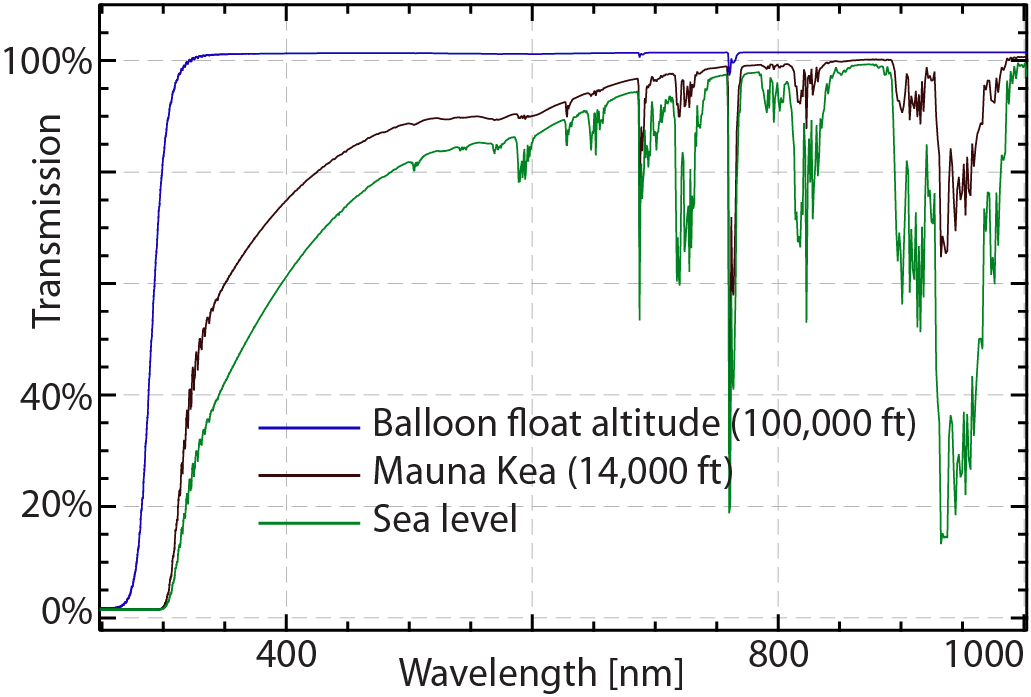 100%
Transmission
40%
20%
0%
Balloon float altitude (100,000 ft)
Mauna Kea (14,000 ft)
Sea level
400
800
1000
Wavelength [nm]